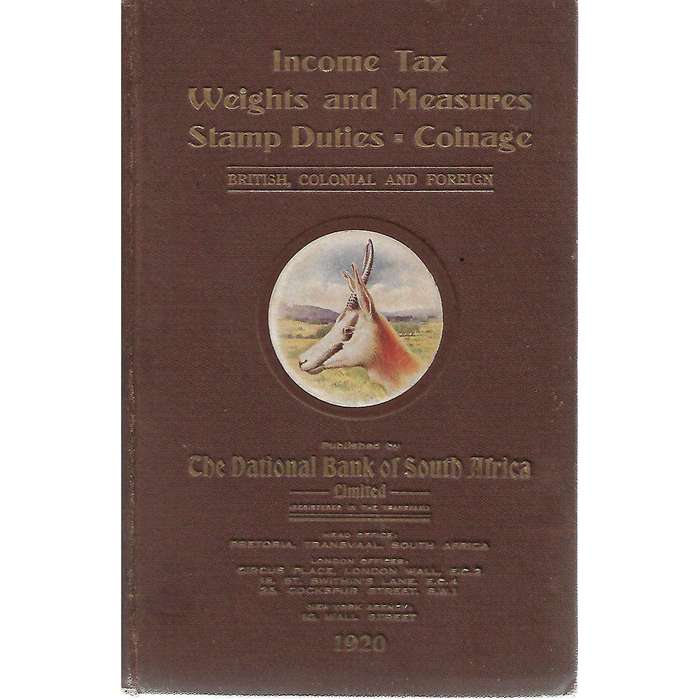 Income Tax
Weights and Measures
Stamp Duties = Coinage
BRITISH, COLONIAL AND FOREIGN
Published by
The National Bank of South Africa
Limited
(REGISTERED IN THE TRANSVAAL)
HEAD OFFICE:
PRETORIA, TRANSVAAL, SOUTH AFRICA
LONDON OFFICES:
CIRCUS PLACE, LONDON WALL, E.C.2
18, ST. SWITHIN'S LANE, E.C.4
25, COCKSPUR STREET, S.W.1
NEW YORK AGENCY:
10, WALL STREET
1920